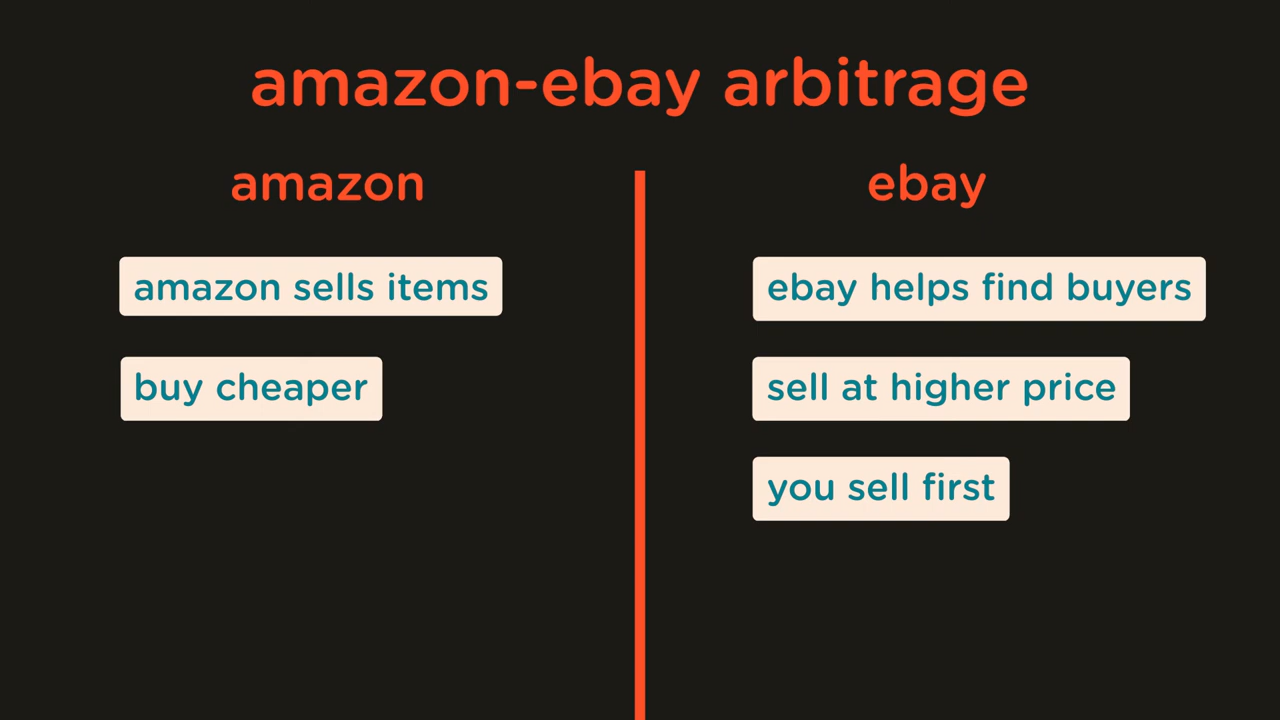 amazon-ebay arbitrage
amazon
amazon sells items
buy cheaper
ebay
ebay helps find buyers
sell at higher price
you sell first